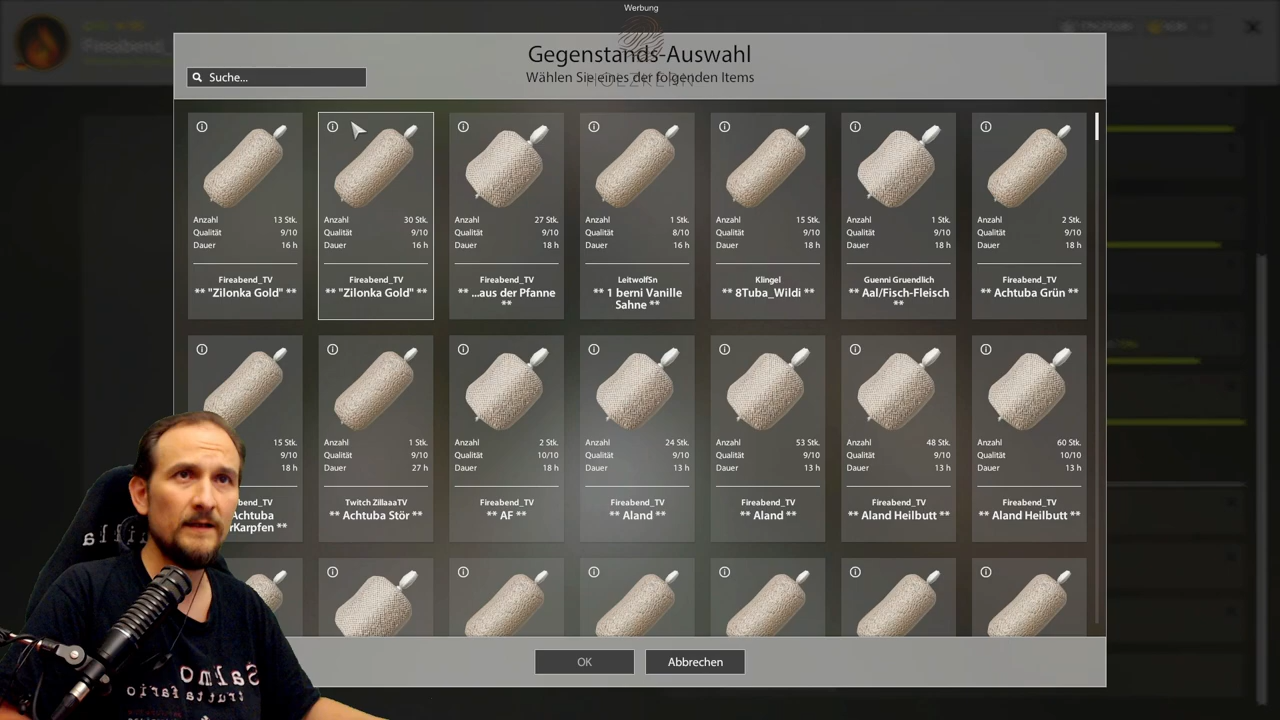 Werbung
Fireabend_
Gegenstands-Auswahl
Suche...
Wählen Sie eines der folgenden Items
HOLZKERN
Anzahl 13 Stk.
Qualität 9/10
Dauer 16 h
Fireabend_TV
** "Zilonka Gold" **
Anzahl 30 Stk.
Qualität 9/10
Dauer 16 h
Fireabend_TV
** "Zilonka Gold" **
Anzahl 27 Stk.
Qualität 9/10
Dauer 18 h
Fireabend_TV
** ...aus der Pfanne
**
Anzahl 1 Stk.
Qualität 8/10
Dauer 16 h
LeitwolfSn
** 1 berni Vanille
Sahne **
Anzahl 15 Stk.
Qualität 9/10
Dauer 18 h
Klingel
** 8Tuba_Wildi **
Anzahl 1 Stk.
Qualität 9/10
Dauer 18 h
Guenni Gruendlich
** Aal/Fisch-Fleisch
**
Anzahl 2 Stk.
Qualität 9/10
Dauer 18 h
Fireabend_TV
** Achtuba Grün **
15 Stk.
9/10
18 h
bend_TV
Achtuba
rKarpfen **
Anzahl 1 Stk.
Qualität 9/10
Dauer 27 h
Twitch ZillaaaTV
** Achtuba Stör **
Anzahl 2 Stk.
Qualität 10/10
Dauer 18 h
Fireabend_TV
** AF **
Anzahl 24 Stk.
Qualität 9/10
Dauer 13 h
Fireabend_TV
** Aland **
Anzahl 53 Stk.
Qualität 9/10
Dauer 13 h
Fireabend_TV
** Aland **
Anzahl 48 Stk.
Qualität 9/10
Dauer 13 h
Fireabend_TV
** Aland Heilbutt **
Anzahl 60 Stk.
Qualität 10/10
Dauer 13 h
Fireabend_TV
** Aland Heilbutt **
Salmo
trutta fario
OK
Abbrechen